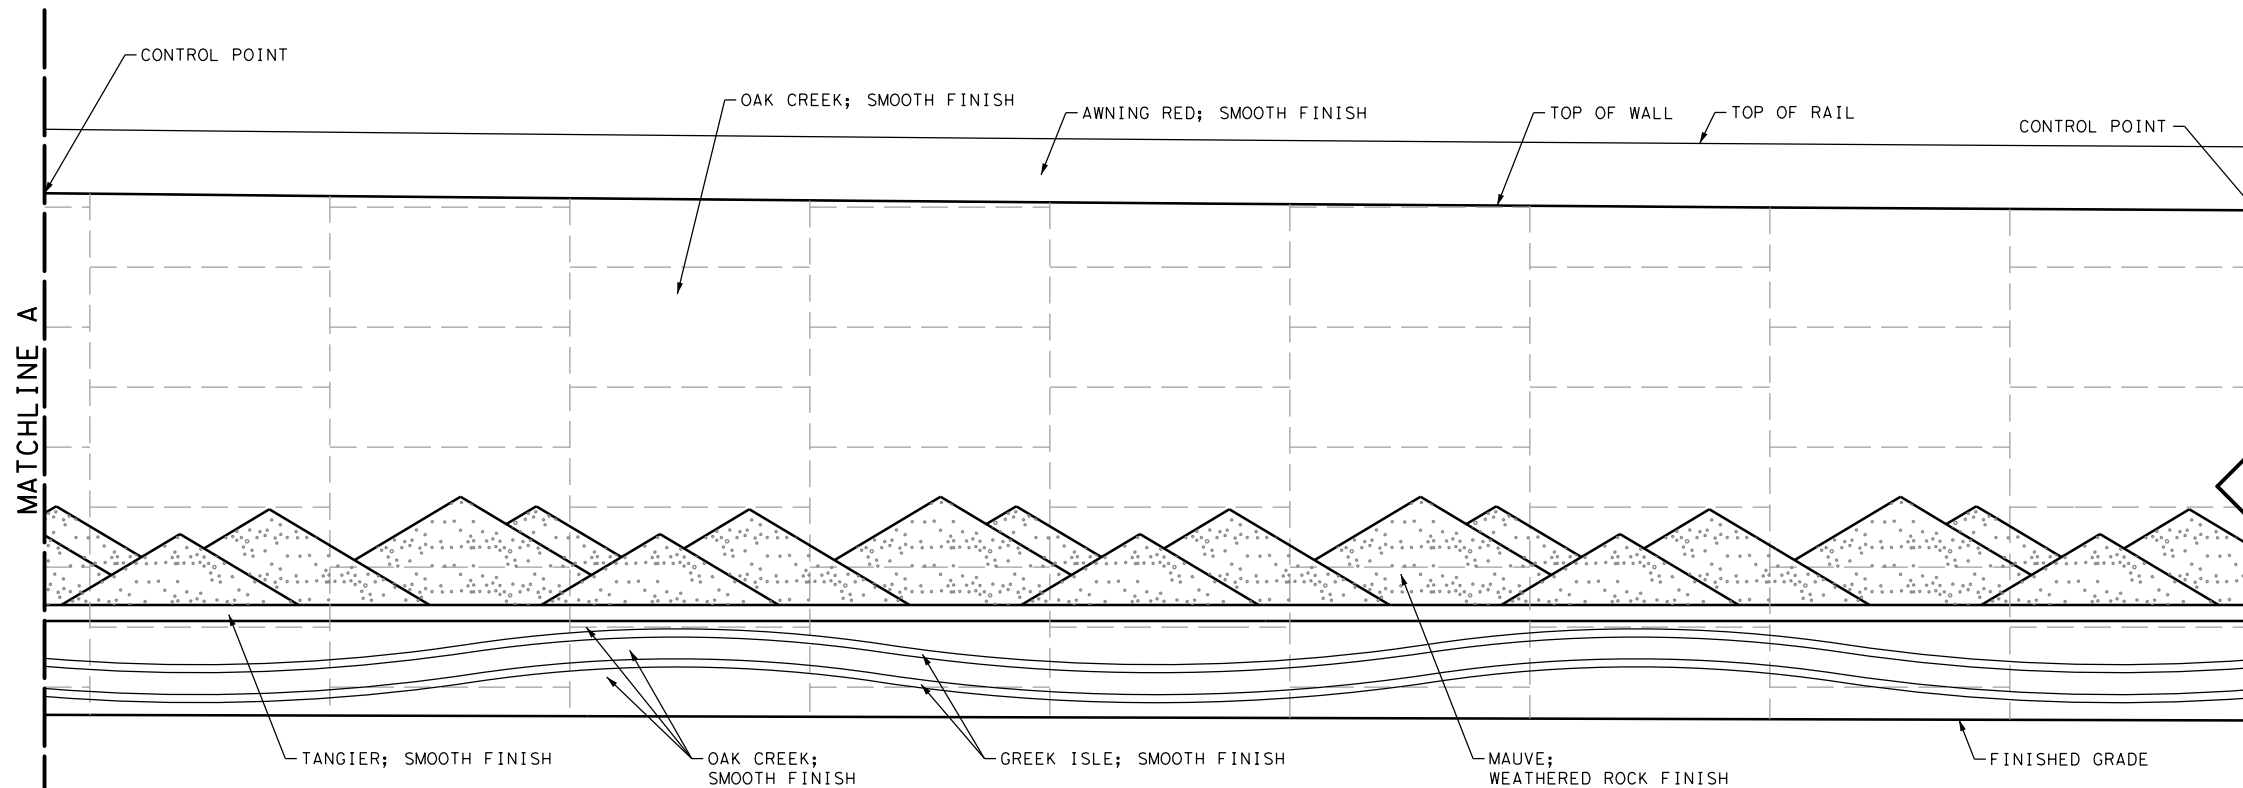 CONTROL POINT
OAK CREEK; SMOOTH FINISH
AWNING RED; SMOOTH FINISH
TOP OF WALL
TOP OF RAIL
CONTROL POINT
MATCHLINE A
TANGIER; SMOOTH FINISH
OAK CREEK;
SMOOTH FINISH
GREEK ISLE; SMOOTH FINISH
MAUVE;
WEATHERED ROCK FINISH
FINISHED GRADE